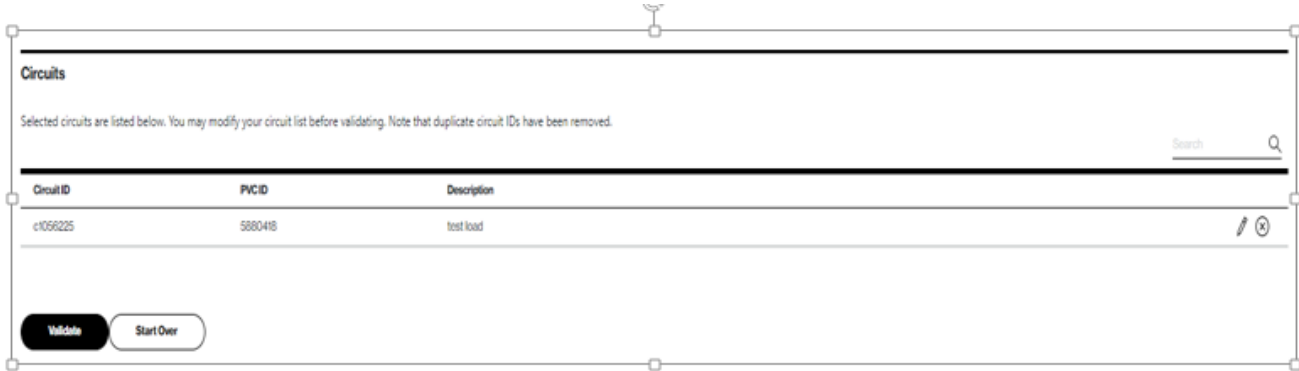 Circuits
Selected circuits are listed below. You may modify your circuit list before validating. Note that duplicate circuit IDs have been removed.
Search
Circuit ID PVC ID Description
c1056225 5880418 test load
Validate Start Over